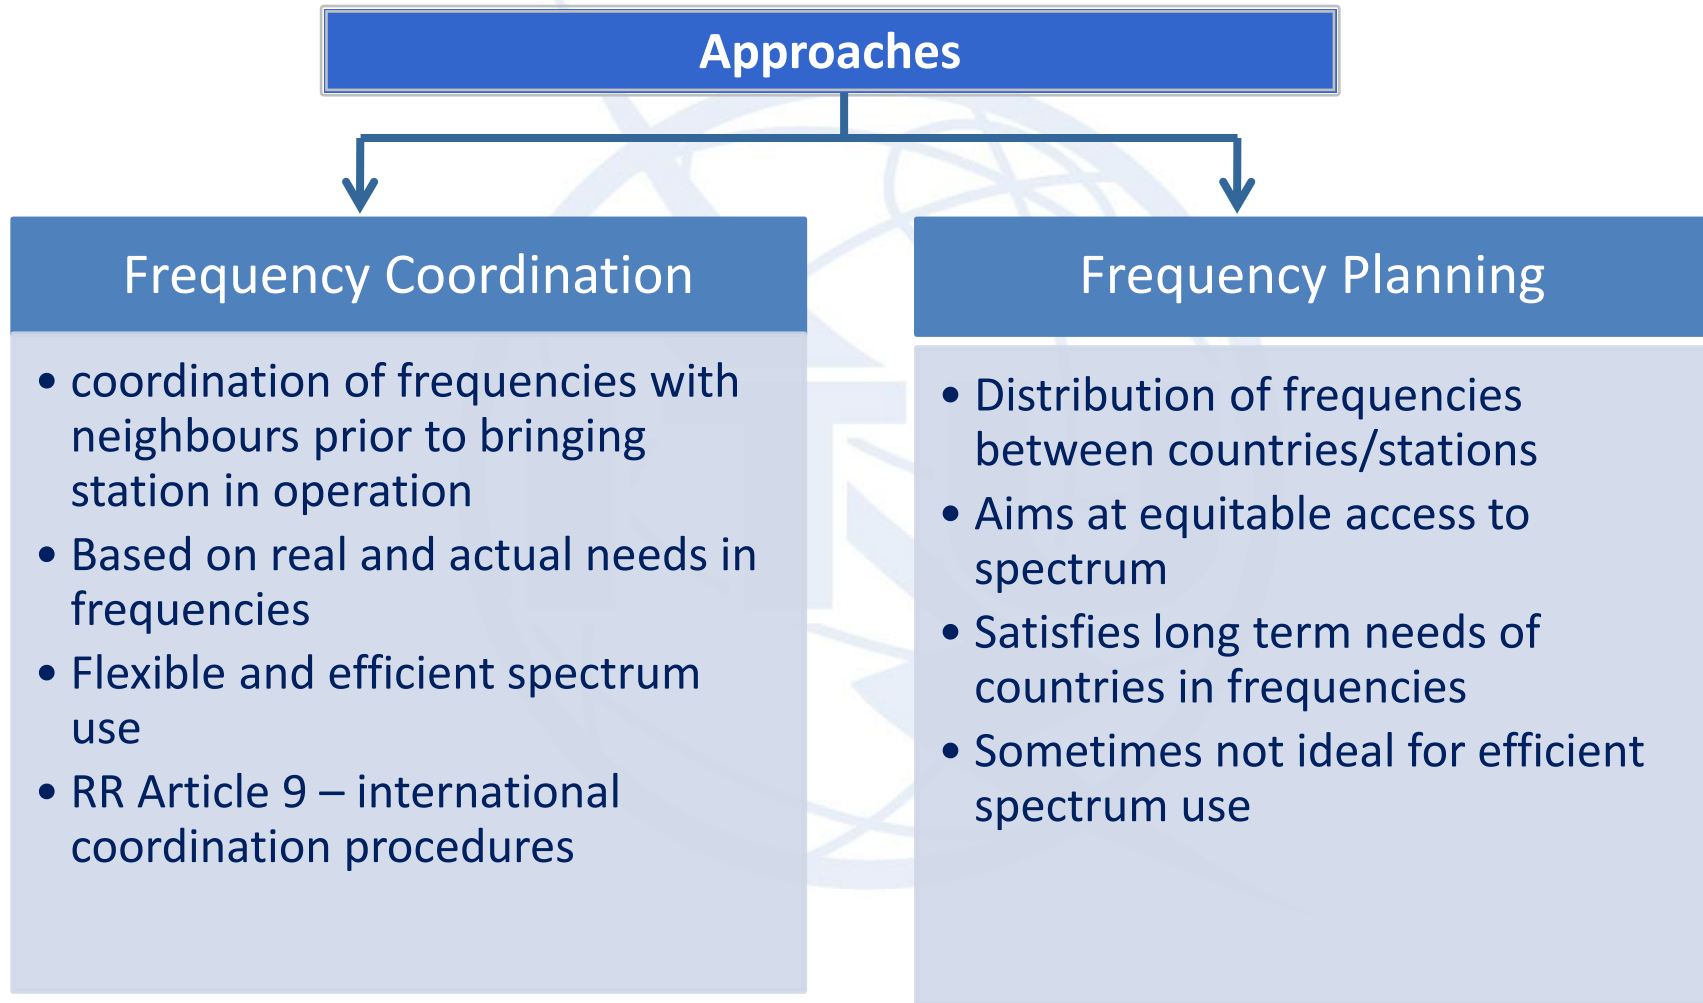 Approaches
Frequency Coordination
• coordination of frequencies with
neighbours prior to bringing
station in operation
• Based on real and actual needs in
frequencies
• Flexible and efficient spectrum
use
• RR Article 9 – international
coordination procedures
Frequency Planning
• Distribution of frequencies
between countries/stations
• Aims at equitable access to
spectrum
• Satisfies long term needs of
countries in frequencies
• Sometimes not ideal for efficient
spectrum use